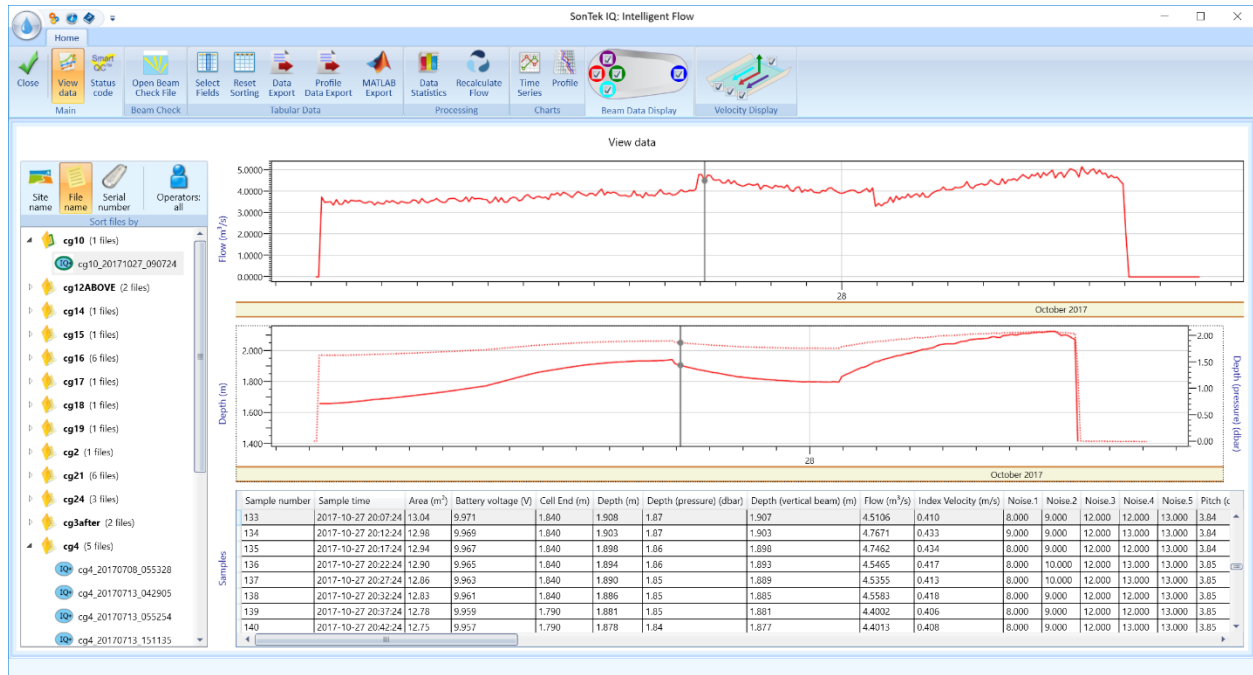 SonTek IQ: Intelligent Flow
Home
Close
View data
Smart QC™
Status code
Open Beam Check File
Select Fields
Reset Sorting
Data Export
Profile Data Export
MATLAB Export
Data Statistics
Recalculate Flow
Time Series
Profile
Main
Beam Check
Tabular Data
Processing
Charts
Beam Data Display
Velocity Display
View data
Site name
File name
Serial number
Operators: all
Sort files by
cg10 (1 files)
IQ+ cg10_20171027_090724
cg12ABOVE (2 files)
cg14 (1 files)
cg15 (1 files)
cg16 (6 files)
cg17 (1 files)
cg18 (1 files)
cg19 (1 files)
cg2 (1 files)
cg21 (6 files)
cg24 (3 files)
cg3after (2 files)
cg4 (5 files)
IQ+ cg4_20170708_055328
IQ+ cg4_20170713_042905
IQ+ cg4_20170713_055254
IQ+ cg4_20170713_151135
Flow (m³/s)
5.0000
4.0000
3.0000
2.0000
1.0000
0.0000
28
October 2017
Depth (m)
2.000
1.800
1.600
1.400
2.00
1.50
1.00
0.50
0.00
Depth (pressure) (dbar)
28
October 2017
Samples
Sample number Sample time Area (m²) Battery voltage (V) Cell End (m) Depth (m) Depth (pressure) (dbar) Depth (vertical beam) (m) Flow (m³/s) Index Velocity (m/s) Noise.1 Noise.2 Noise.3 Noise.4 Noise.5 Pitch (c
133 2017-10-27 20:07:24 13.04 9.971 1.840 1.908 1.87 1.907 4.5106 0.410 8.000 9.000 12.000 12.000 13.000 3.84
134 2017-10-27 20:12:24 12.98 9.969 1.840 1.903 1.87 1.903 4.7671 0.433 9.000 9.000 12.000 13.000 13.000 3.84
135 2017-10-27 20:17:24 12.94 9.967 1.840 1.898 1.86 1.898 4.7462 0.434 8.000 9.000 12.000 13.000 13.000 3.84
136 2017-10-27 20:22:24 12.90 9.965 1.840 1.894 1.86 1.893 4.5465 0.417 8.000 10.000 12.000 13.000 13.000 3.85
137 2017-10-27 20:27:24 12.86 9.963 1.840 1.890 1.85 1.889 4.5355 0.413 8.000 10.000 12.000 13.000 13.000 3.85
138 2017-10-27 20:32:24 12.83 9.961 1.840 1.886 1.85 1.885 4.5583 0.418 8.000 9.000 12.000 13.000 13.000 3.85
139 2017-10-27 20:37:24 12.78 9.959 1.790 1.881 1.85 1.881 4.4002 0.406 8.000 9.000 12.000 13.000 13.000 3.85
140 2017-10-27 20:42:24 12.75 9.957 1.790 1.878 1.84 1.877 4.4013 0.408 8.000 9.000 12.000 13.000 13.000 3.85